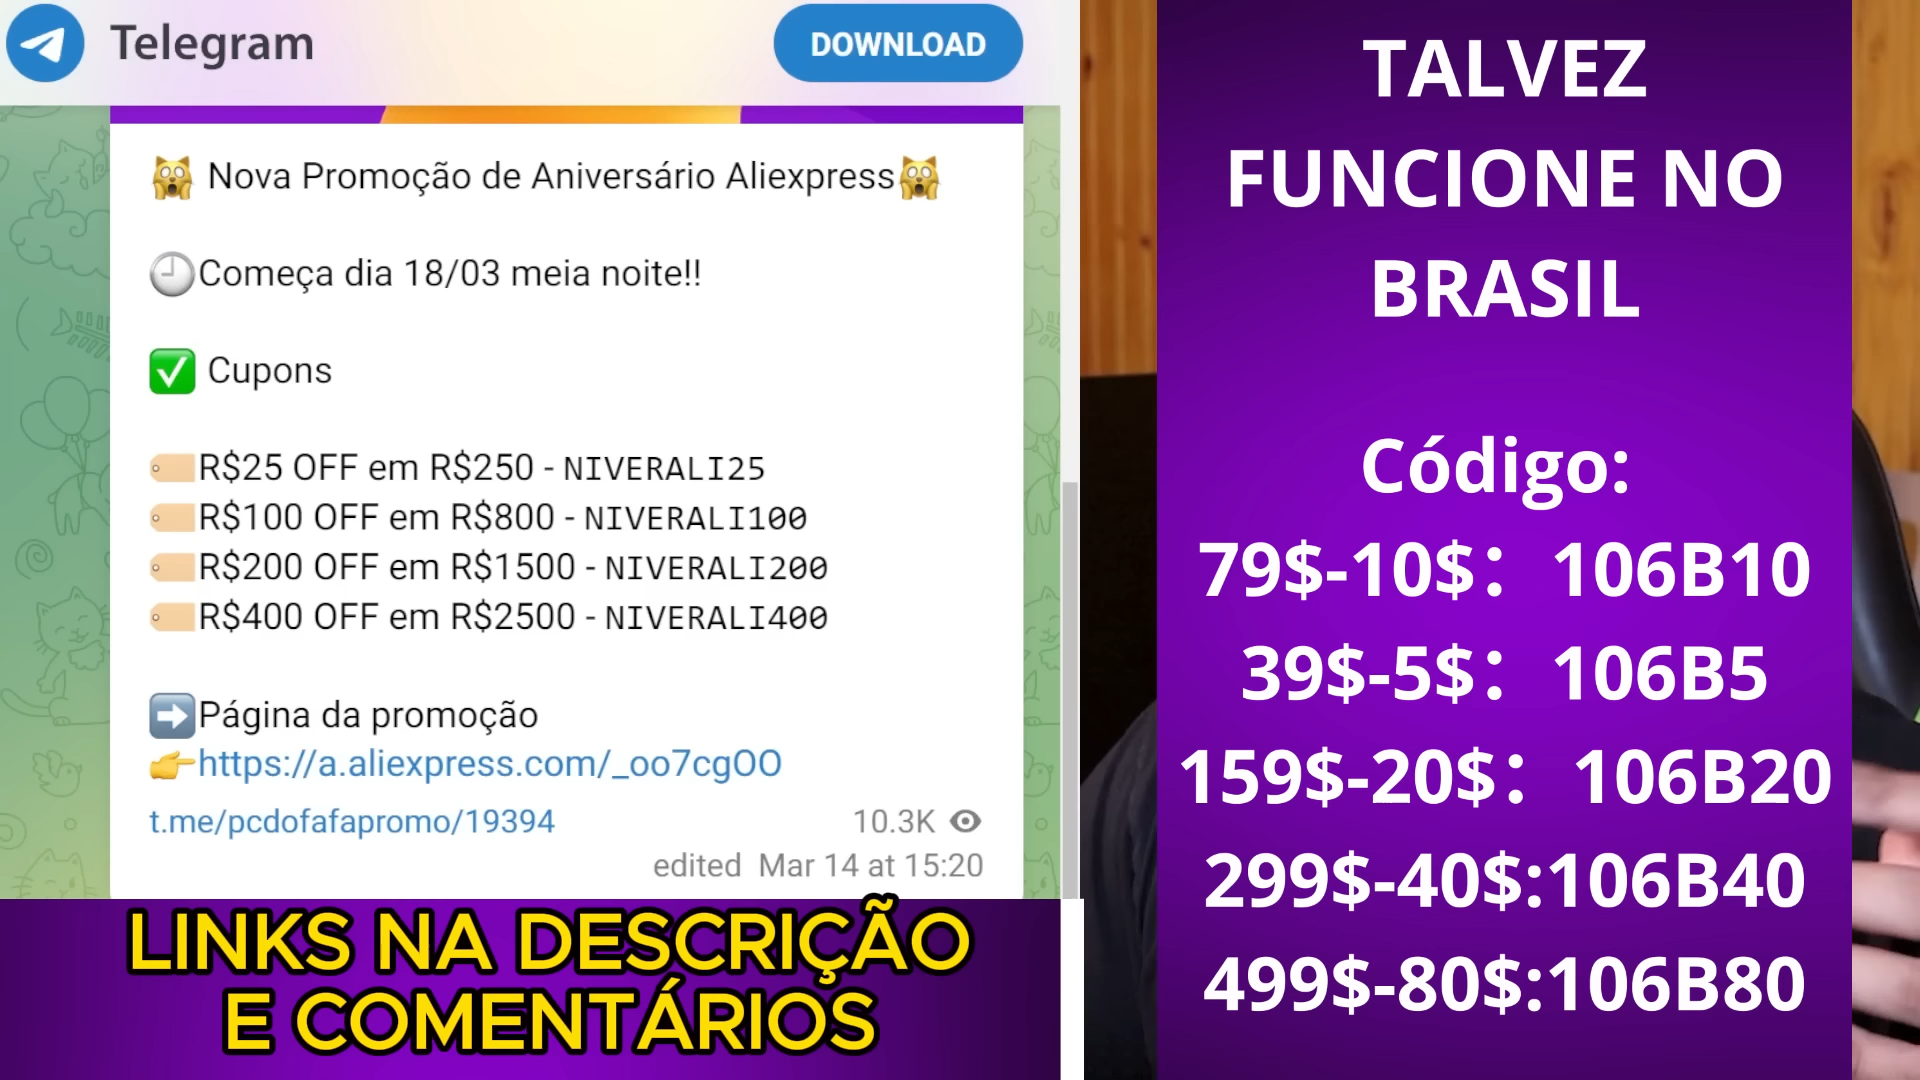 Telegram
DOWNLOAD
Nova Promoção de Aniversário Aliexpress
Começa dia 18/03 meia noite!!
Cupons
R$25 OFF em R$250 - NIVERALI25
R$100 OFF em R$800 - NIVERALI100
R$200 OFF em R$1500 - NIVERALI200
R$400 OFF em R$2500 - NIVERALI400
Página da promoção
https://a.aliexpress.com/_oo7cgOO
t.me/pcdofafapromo/19394
10.3K
edited Mar 14 at 15:20
LINKS NA DESCRIÇÃO
E COMENTÁRIOS
TALVEZ
FUNCIONE NO
BRASIL
Código:
79$-10$: 106B10
39$-5$: 106B5
159$-20$: 106B20
299$-40$:106B40
499$-80$:106B80